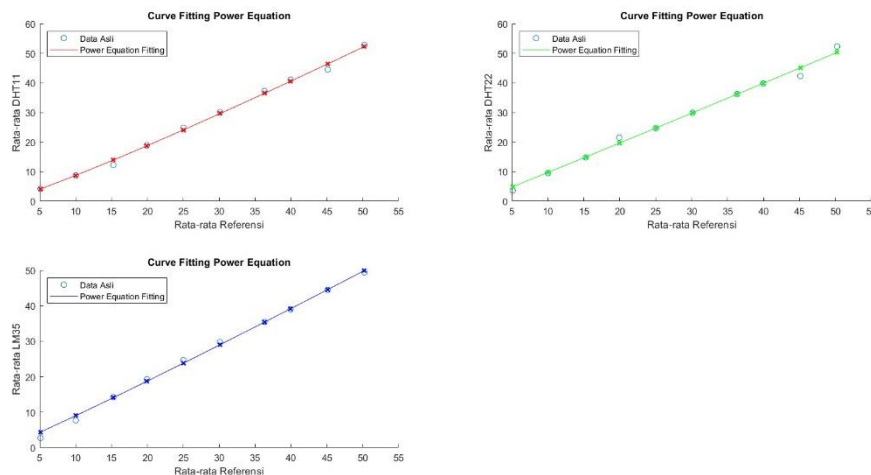 Curve Fitting Power Equation
60
50
40
30
20
10
0
Rata-rata DHT11
Data Asli
Power Equation Fitting
5 10 15 20 25 30 35 40 45 50 55
Rata-rata Referensi
Curve Fitting Power Equation
60
50
40
30
20
10
0
Rata-rata DHT22
Data Asli
Power Equation Fitting
5 10 15 20 25 30 35 40 45 50 55
Rata-rata Referensi
Curve Fitting Power Equation
50
40
30
20
10
0
Rata-rata LM35
Data Asli
Power Equation Fitting
5 10 15 20 25 30 35 40 45 50 55
Rata-rata Referensi